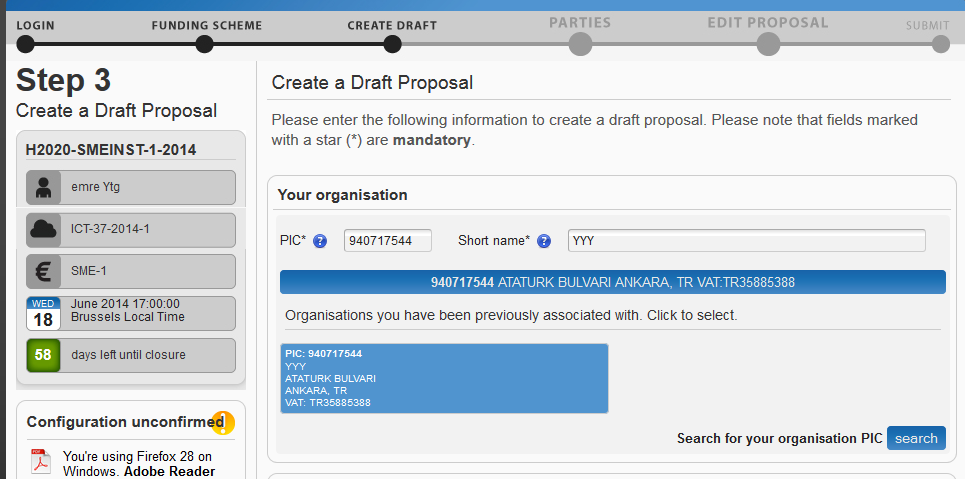 LOGIN FUNDING SCHEME CREATE DRAFT PARTIES EDIT PROPOSAL SUBMIT
Step 3
Create a Draft Proposal
H2020-SMEINST-1-2014
emre Ytg
ICT-37-2014-1
€ SME-1
WED
18
June 2014 17:00:00
Brussels Local Time
58 days left until closure
Configuration unconfirmed!
PDF
You're using Firefox 28 on
Windows. Adobe Reader
Create a Draft Proposal
Please enter the following information to create a draft proposal. Please note that fields marked
with a star (*) are mandatory.
Your organisation
PIC* ? 940717544 Short name* ? YYY
940717544 ATATURK BULVARI ANKARA, TR VAT:TR35885388
Organisations you have been previously associated with. Click to select.
PIC: 940717544
YYY
ATATURK BULVARI
ANKARA, TR
VAT: TR35885388
Search for your organisation PIC search